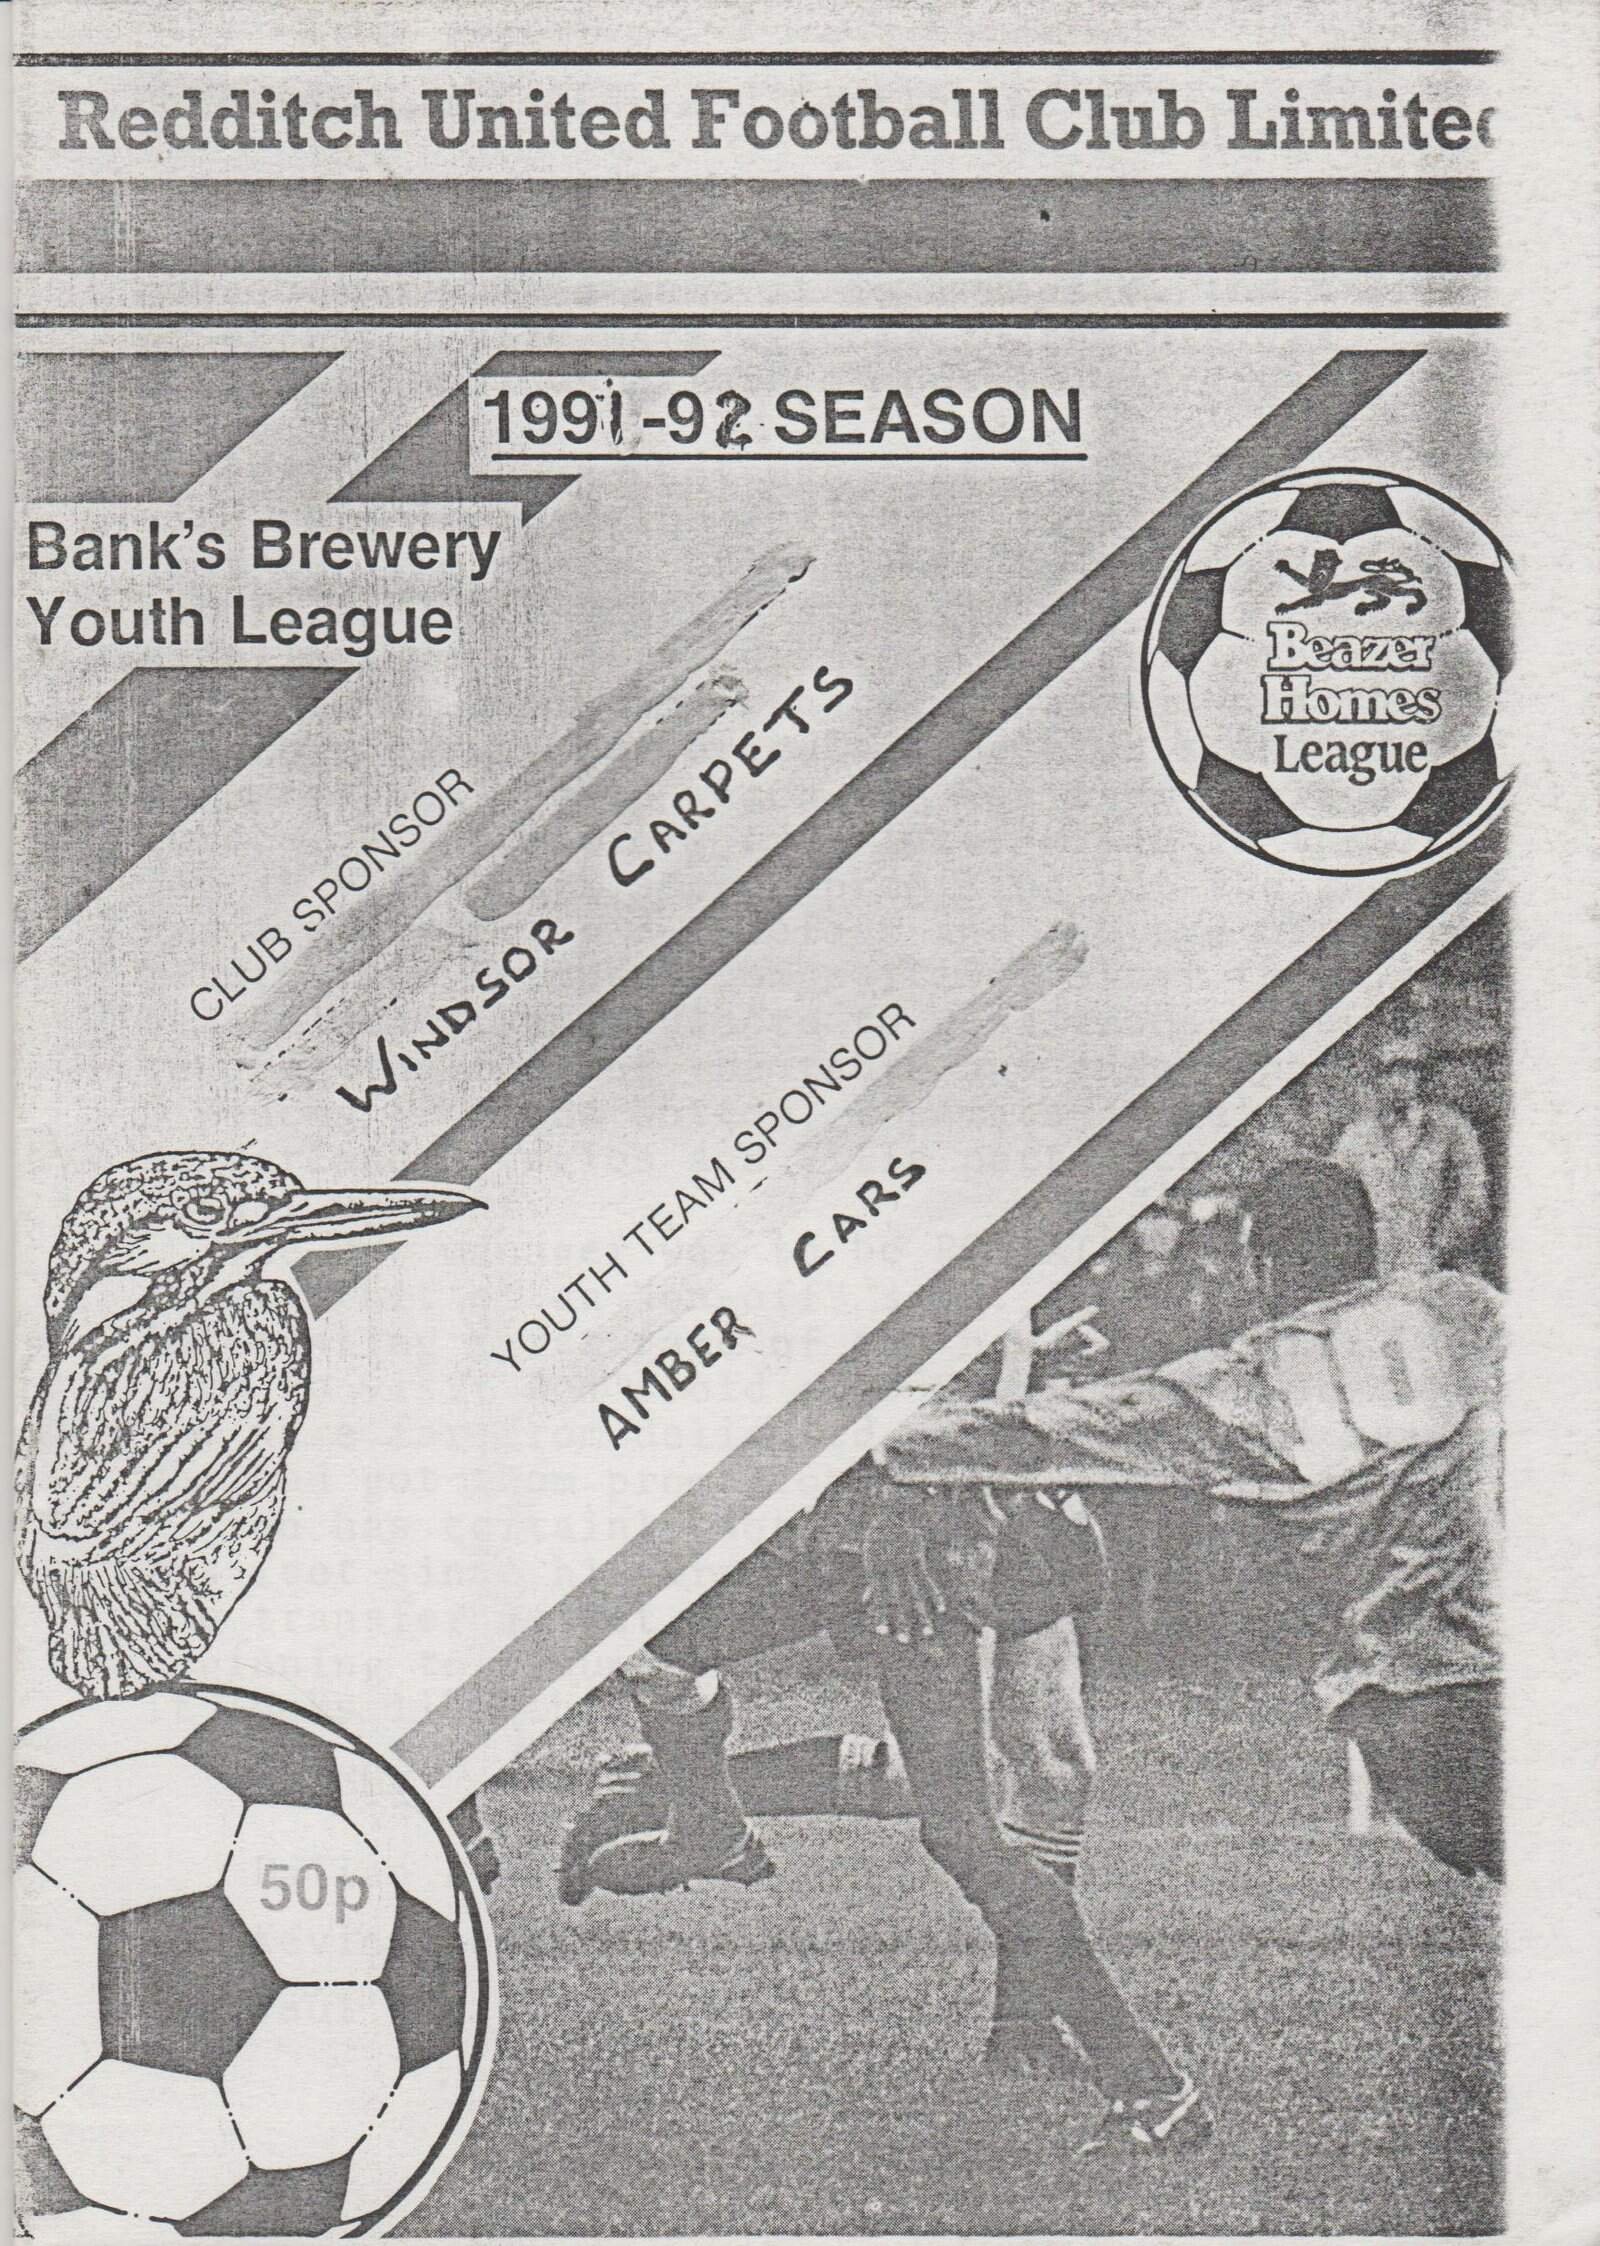 Redditch United Football Club Limited
1991-92 SEASON
Bank's Brewery
Youth League
Beazer
Homes
League
CLUB SPONSOR
WINDSOR CARPETS
YOUTH TEAM SPONSOR
AMBER CARS
50p